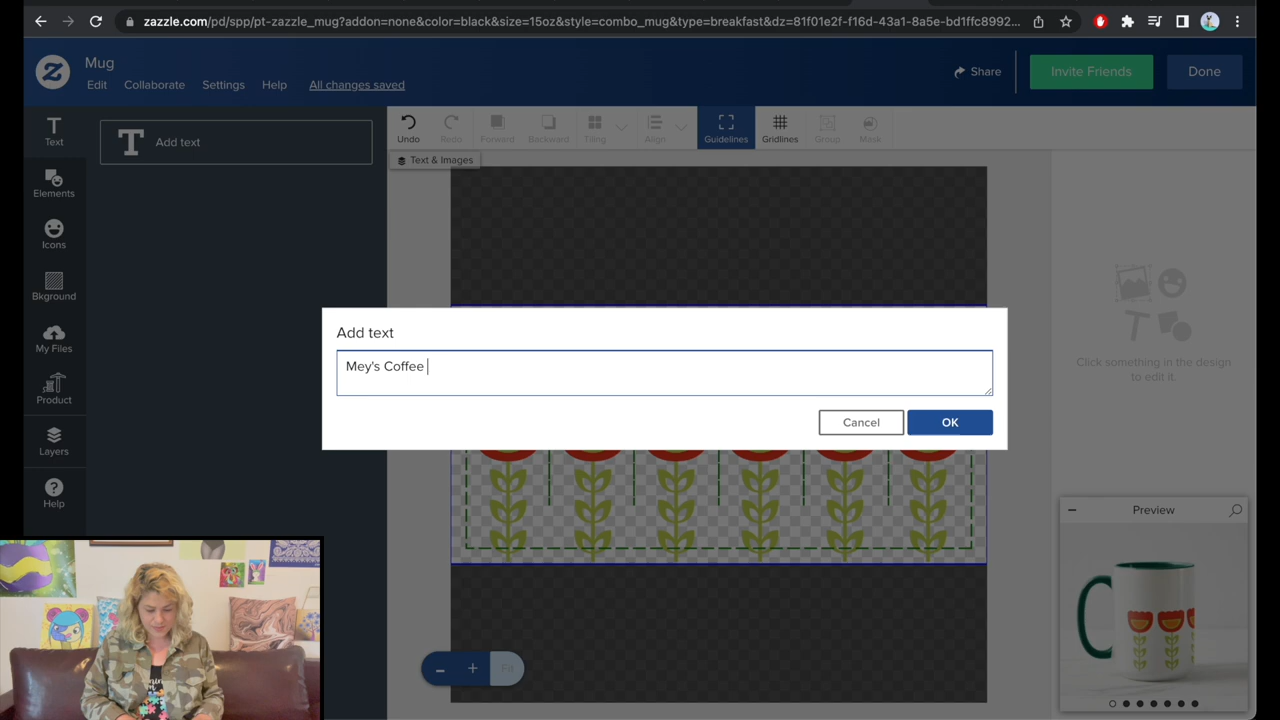 zazzle.com/pd/spp/pt-zazzle_mug?addon=none&color=black&size=15oz&style=combo_mug&type=breakfast&dz=81f01e2f-f16d-43a1-8a5e-bd1ffc8992...
Mug
Edit Collaborate Settings Help All changes saved
Share
Invite Friends
Done
Text
Elements
Icons
Bkground
My Files
Product
Layers
Help
Add text
Undo Redo Forward Backward Tiling Align Guidelines Gridlines Group Mask
Text & Images
Add text
Mey's Coffee
Cancel OK
Click something in the design
to edit it.
Preview
Fit